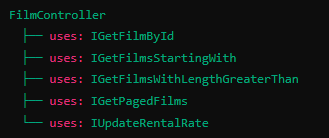 FilmController
├── uses: IGetFilmById
├── uses: IGetFilmsStartingWith
├── uses: IGetFilmsWithLengthGreaterThan
├── uses: IGetPagedFilms
└── uses: IUpdateRentalRate